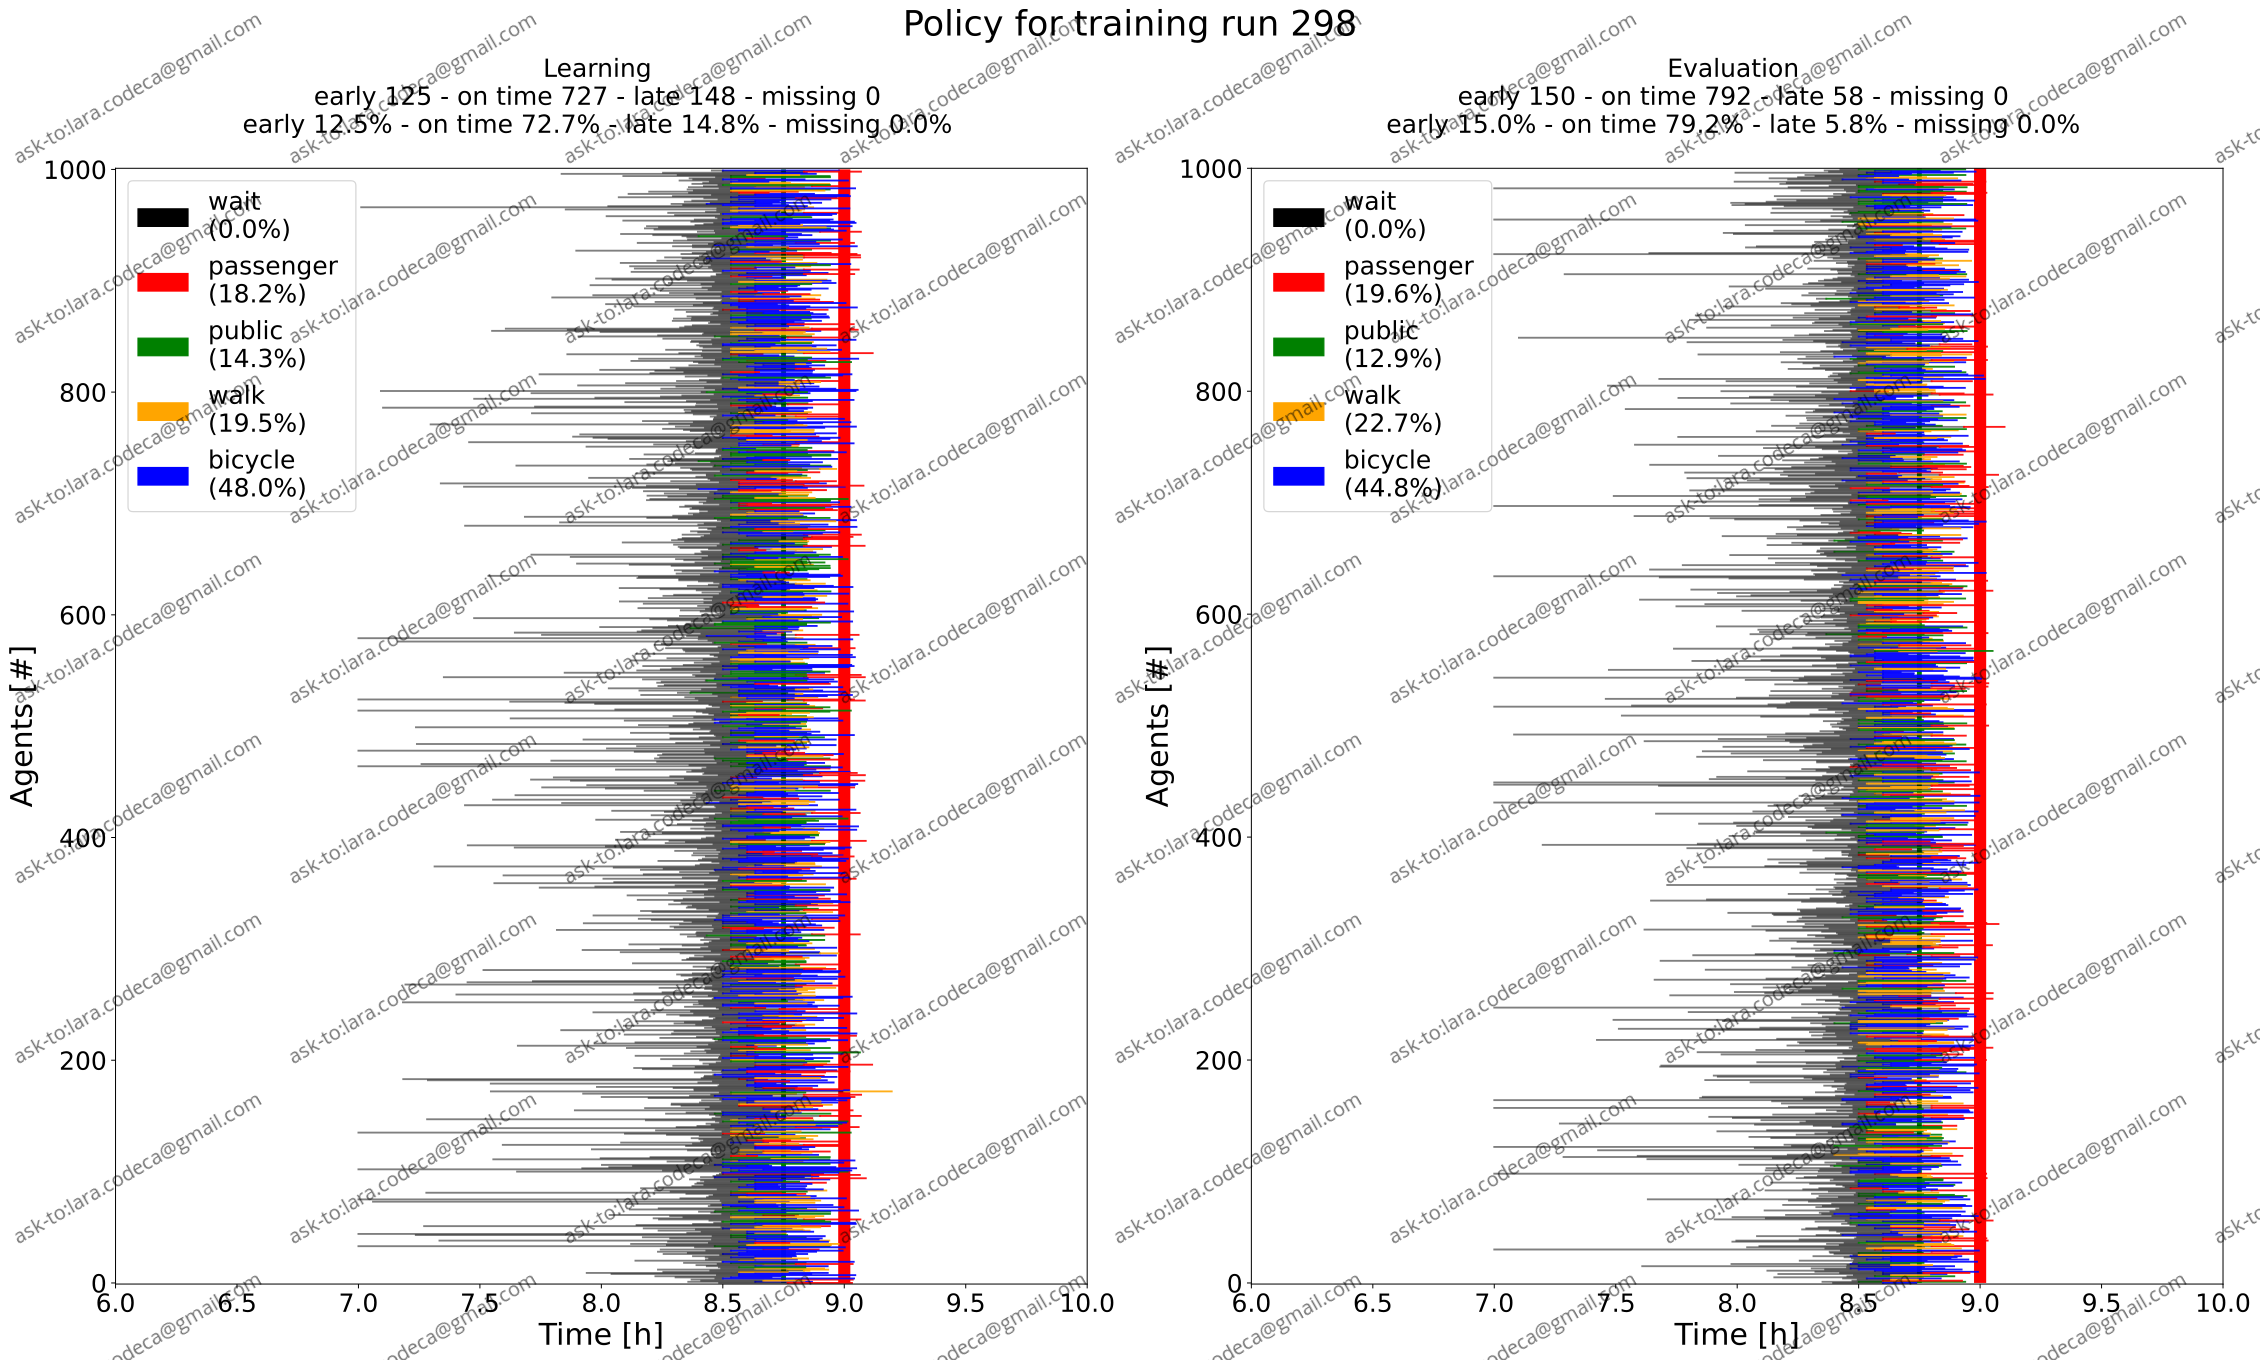 Policy for training run 298
Learning
early 125 - on time 727 - late 148 - missing 0
early 12.5% - on time 72.7% - late 14.8% - missing 0.0%
Agents [#]
1000
800
600
400
200
0
wait
(0.0%)
passenger
(18.2%)
public
(14.3%)
walk
(19.5%)
bicycle
(48.0%)
6.0 6.5 7.0 7.5 8.0 8.5 9.0 9.5 10.0
Time [h]
Evaluation
early 150 - on time 792 - late 58 - missing 0
early 15.0% - on time 79.2% - late 5.8% - missing 0.0%
Agents [#]
1000
800
600
400
200
0
wait
(0.0%)
passenger
(19.6%)
public
(12.9%)
walk
(22.7%)
bicycle
(44.8%)
6.0 6.5 7.0 7.5 8.0 8.5 9.0 9.5 10.0
Time [h]
ask-to:lara.codeca@gmail.com